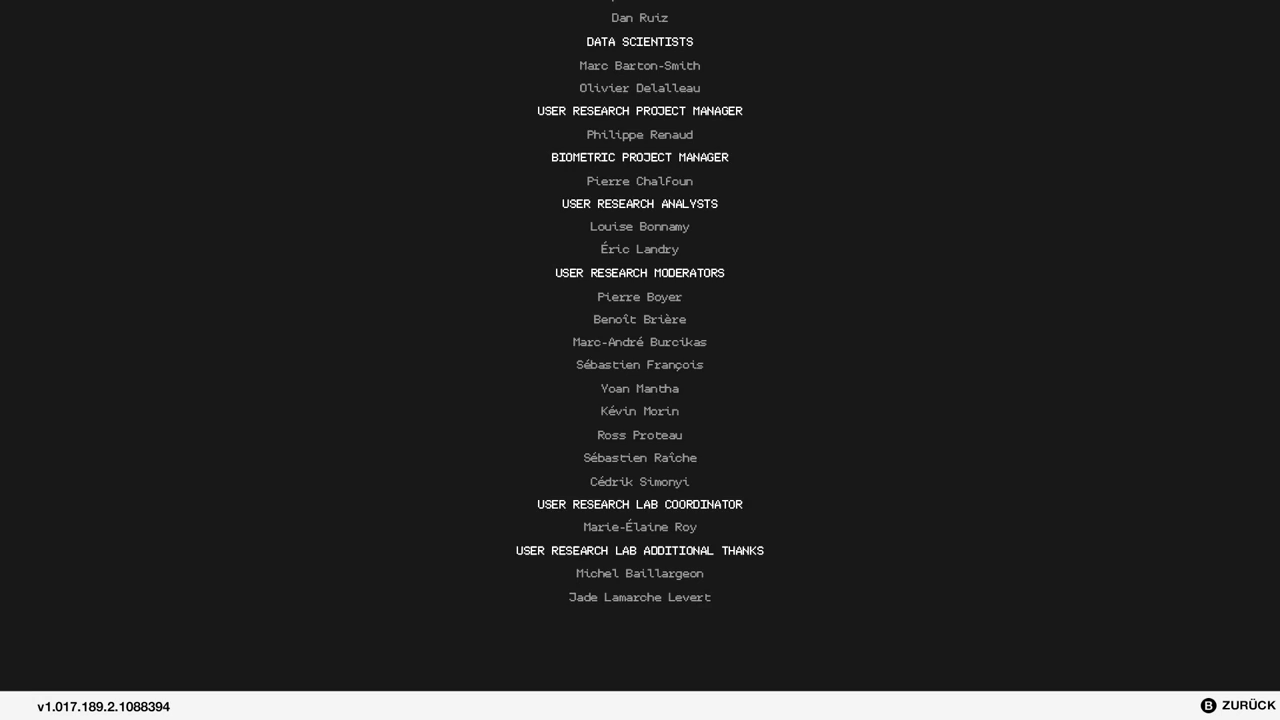 Dan Ruiz
DATA SCIENTISTS
Marc Barton-Smith
Olivier Delalleau
USER RESEARCH PROJECT MANAGER
Philippe Renaud
BIOMETRIC PROJECT MANAGER
Pierre Chalfoun
USER RESEARCH ANALYSTS
Louise Bonnamy
Éric Landry
USER RESEARCH MODERATORS
Pierre Boyer
Benoît Brière
Marc-André Burcikas
Sébastien François
Yoan Mantha
Kévin Morin
Ross Proteau
Sébastien Raîche
Cédrik Simonyi
USER RESEARCH LAB COORDINATOR
Marie-Élaine Roy
USER RESEARCH LAB ADDITIONAL THANKS
Michel Baillargeon
Jade Lamarche Levert
v1.017.189.2.1088394
B ZURÜCK